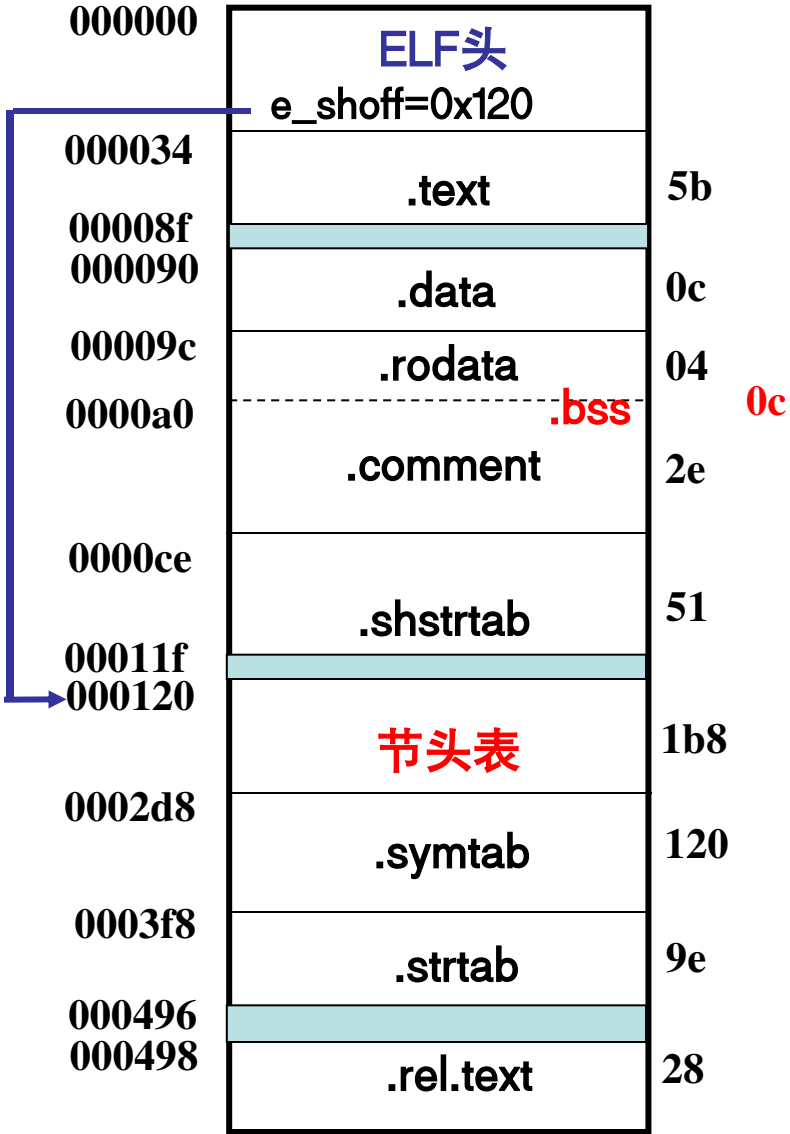 000000
ELF头
e_shoff=0x120
000034
.text
5b
00008f
000090
.data
0c
00009c
.rodata
04
0000a0
.bss
0c
.comment
2e
0000ce
.shstrtab
51
00011f
000120
节头表
1b8
0002d8
.symtab
120
0003f8
.strtab
9e
000496
000498
.rel.text
28